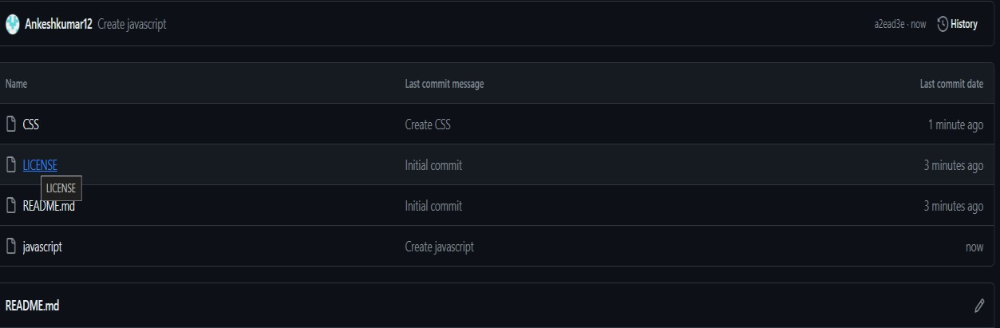 Ankeshkumar12 Create javascript a2ead3e · now History
Name Last commit message Last commit date
CSS Create CSS 1 minute ago
LICENSE Initial commit 3 minutes ago
LICENSE
README.md Initial commit 3 minutes ago
javascript Create javascript now
README.md